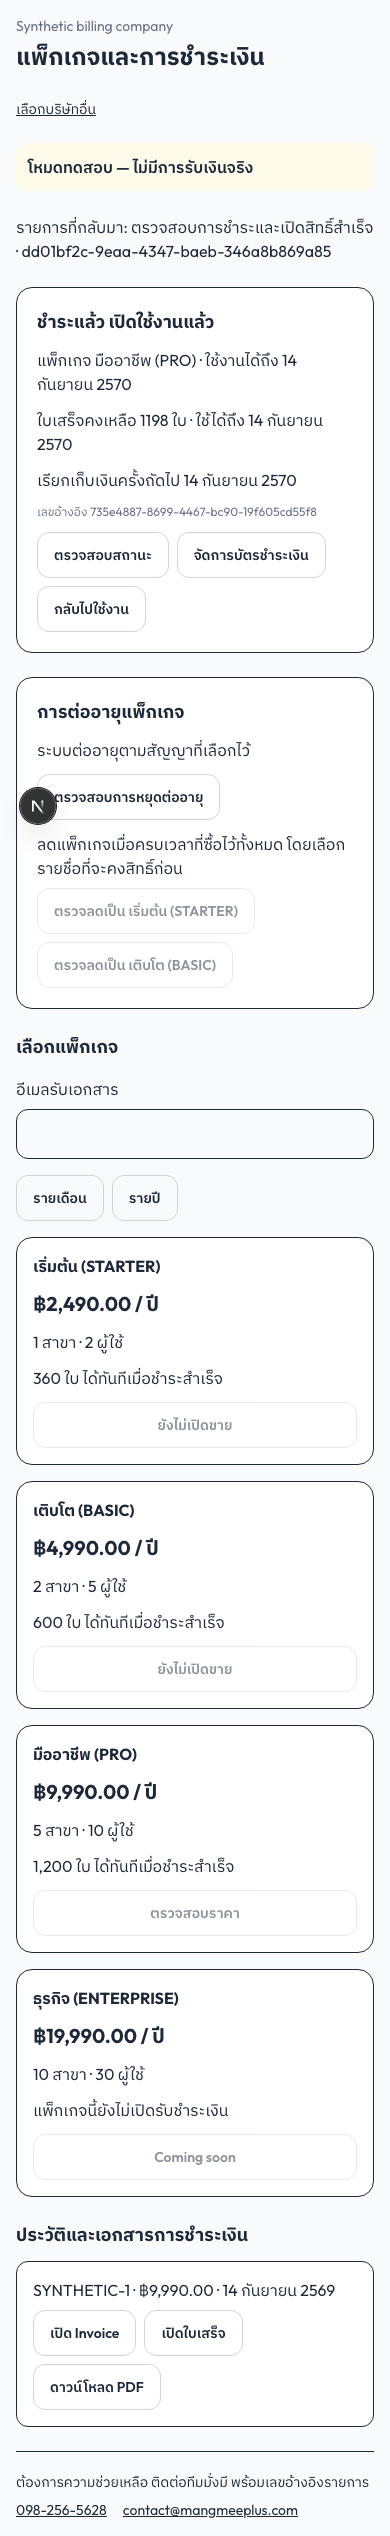 Synthetic billing company
แพ็กเกจและการชำระเงิน
เลือกบริษัทอื่น
โหมดทดสอบ — ไม่มีการรับเงินจริง
รายการที่กลับมา: ตรวจสอบการชำระและเปิดสิทธิ์สำเร็จ
· dd01bf2c-9eaa-4347-baeb-346a8b869a85
ชำระแล้ว เปิดใช้งานแล้ว
แพ็กเกจ มืออาชีพ (PRO) · ใช้งานได้ถึง 14
กันยายน 2570
ใบเสร็จคงเหลือ 1198 ใบ · ใช้ได้ถึง 14 กันยายน
2570
เรียกเก็บเงินครั้งถัดไป 14 กันยายน 2570
เลขอ้างอิง 735e4887-8699-4467-bc90-19f605cd55f8
ตรวจสอบสถานะ
จัดการบัตรชำระเงิน
กลับไปใช้งาน
การต่ออายุแพ็กเกจ
ระบบต่ออายุตามสัญญาที่เลือกไว้
N
ตรวจสอบการหยุดต่ออายุ
ลดแพ็กเกจเมื่อครบเวลาที่ซื้อไว้ทั้งหมด โดยเลือก
รายชื่อที่จะคงสิทธิ์ก่อน
ตรวจลดเป็น เริ่มต้น (STARTER)
ตรวจลดเป็น เติบโต (BASIC)
เลือกแพ็กเกจ
อีเมลรับเอกสาร
รายเดือน
รายปี
เริ่มต้น (STARTER)
฿2,490.00 / ปี
1 สาขา · 2 ผู้ใช้
360 ใบ ได้ทันทีเมื่อชำระสำเร็จ
ยังไม่เปิดขาย
เติบโต (BASIC)
฿4,990.00 / ปี
2 สาขา · 5 ผู้ใช้
600 ใบ ได้ทันทีเมื่อชำระสำเร็จ
ยังไม่เปิดขาย
มืออาชีพ (PRO)
฿9,990.00 / ปี
5 สาขา · 10 ผู้ใช้
1,200 ใบ ได้ทันทีเมื่อชำระสำเร็จ
ตรวจสอบราคา
ธุรกิจ (ENTERPRISE)
฿19,990.00 / ปี
10 สาขา · 30 ผู้ใช้
แพ็กเกจนี้ยังไม่เปิดรับชำระเงิน
Coming soon
ประวัติและเอกสารการชำระเงิน
SYNTHETIC-1 · ฿9,990.00 · 14 กันยายน 2569
เปิด Invoice
เปิดใบเสร็จ
ดาวน์โหลด PDF
ต้องการความช่วยเหลือ ติดต่อทีมมั่งมี พร้อมเลขอ้างอิงรายการ
098-256-5628
contact@mangmeeplus.com